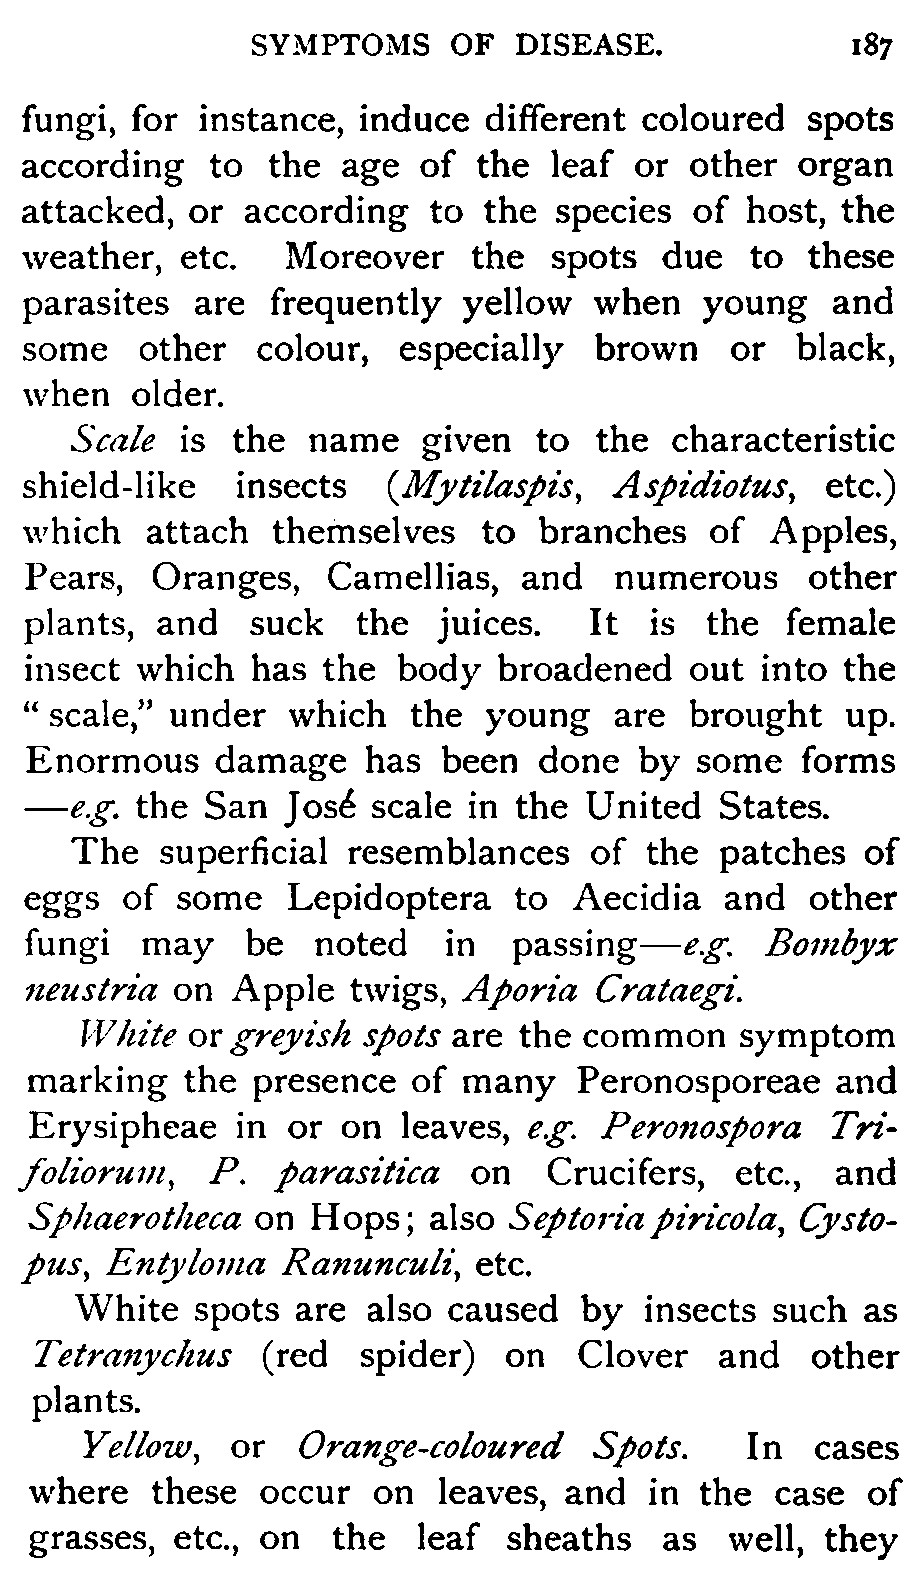 SYMPTOMS OF DISEASE. 187
fungi, for instance, induce different coloured spots
according to the age of the leaf or other organ
attacked, or according to the species of host, the
weather, etc. Moreover the spots due to these
parasites are frequently yellow when young and
some other colour, especially brown or black,
when older.
Scale is the name given to the characteristic
shield-like insects (Mytilaspis, Aspidiotus, etc.)
which attach themselves to branches of Apples,
Pears, Oranges, Camellias, and numerous other
plants, and suck the juices. It is the female
insect which has the body broadened out into the
“scale,” under which the young are brought up.
Enormous damage has been done by some forms
—e.g. the San José scale in the United States.
The superficial resemblances of the patches of
eggs of some Lepidoptera to Aecidia and other
fungi may be noted in passing—e.g. Bombyx
neustria on Apple twigs, Aporia Crataegi.
White or greyish spots are the common symptom
marking the presence of many Peronosporeae and
Erysipheae in or on leaves, e.g. Peronospora Tri-
foliorum, P. parasitica on Crucifers, etc., and
Sphaerotheca on Hops; also Septoria piricola, Cysto-
pus, Entyloma Ranunculi, etc.
White spots are also caused by insects such as
Tetranychus (red spider) on Clover and other
plants.
Yellow, or Orange-coloured Spots. In cases
where these occur on leaves, and in the case of
grasses, etc., on the leaf sheaths as well, they